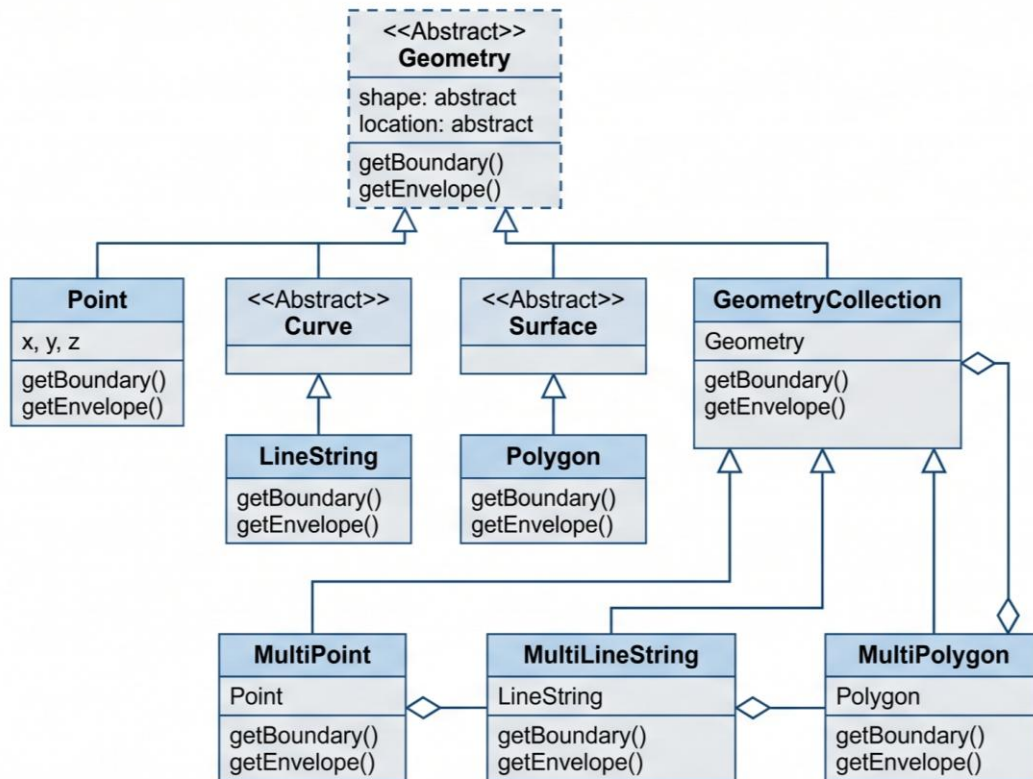 <<Abstract>>
Geometry
shape: abstract
location: abstract
getBoundary()
getEnvelope()
Point
x, y, z
getBoundary()
getEnvelope()
<<Abstract>>
Curve
<<Abstract>>
Surface
GeometryCollection
Geometry
getBoundary()
getEnvelope()
LineString
getBoundary()
getEnvelope()
Polygon
getBoundary()
getEnvelope()
MultiPoint
Point
getBoundary()
getEnvelope()
MultiLineString
LineString
getBoundary()
getEnvelope()
MultiPolygon
Polygon
getBoundary()
getEnvelope()